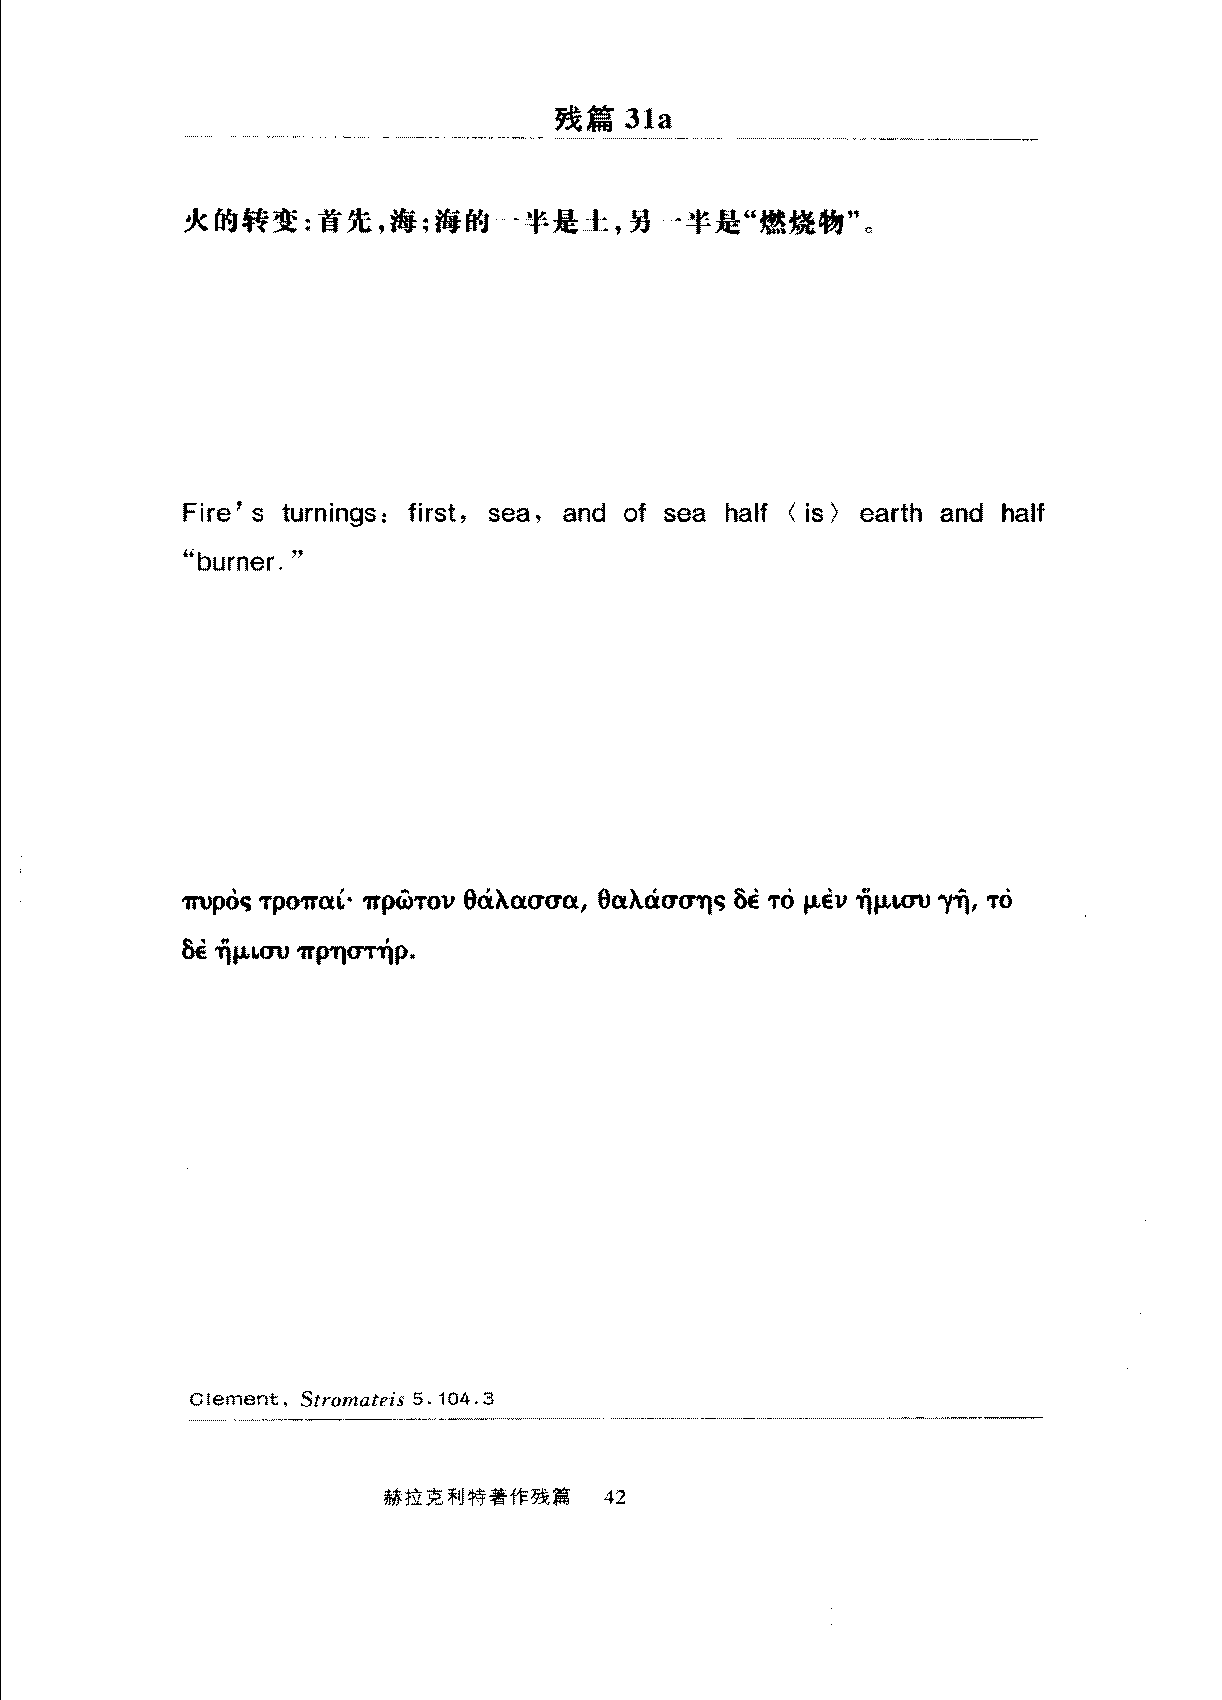 残篇 31a
火的转变:首先,海;海的一半是土,另一半是“燃烧物”。
Fire's turnings: first, sea, and of sea half 〈is〉 earth and half
“burner.”
πυρὸς τροπαί· πρῶτον θάλασσα, θαλάσσης δὲ τὸ μὲν ἥμισυ γῆ, τὸ
δὲ ἥμισυ πρηστήρ.
Clement, Stromateis 5.104.3
赫拉克利特著作残篇 42